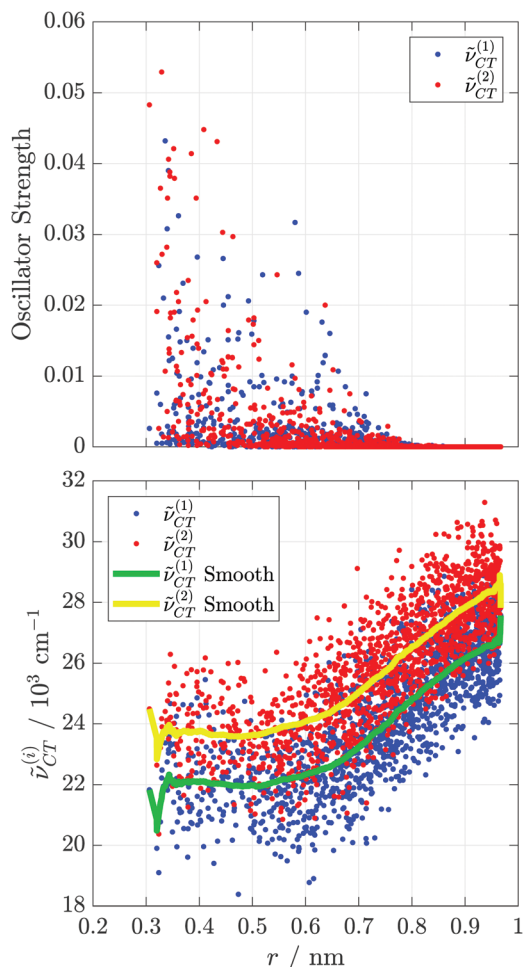 0.06
0.05
0.04
0.03
0.02
0.01
0
Oscillator Strength
ν̃_CT^(1)
ν̃_CT^(2)
32
30
28
26
24
22
20
18
ν̃_CT^(i) / 10³ cm⁻¹
ν̃_CT^(1)
ν̃_CT^(2)
ν̃_CT^(1) Smooth
ν̃_CT^(2) Smooth
0.2 0.3 0.4 0.5 0.6 0.7 0.8 0.9 1
r / nm